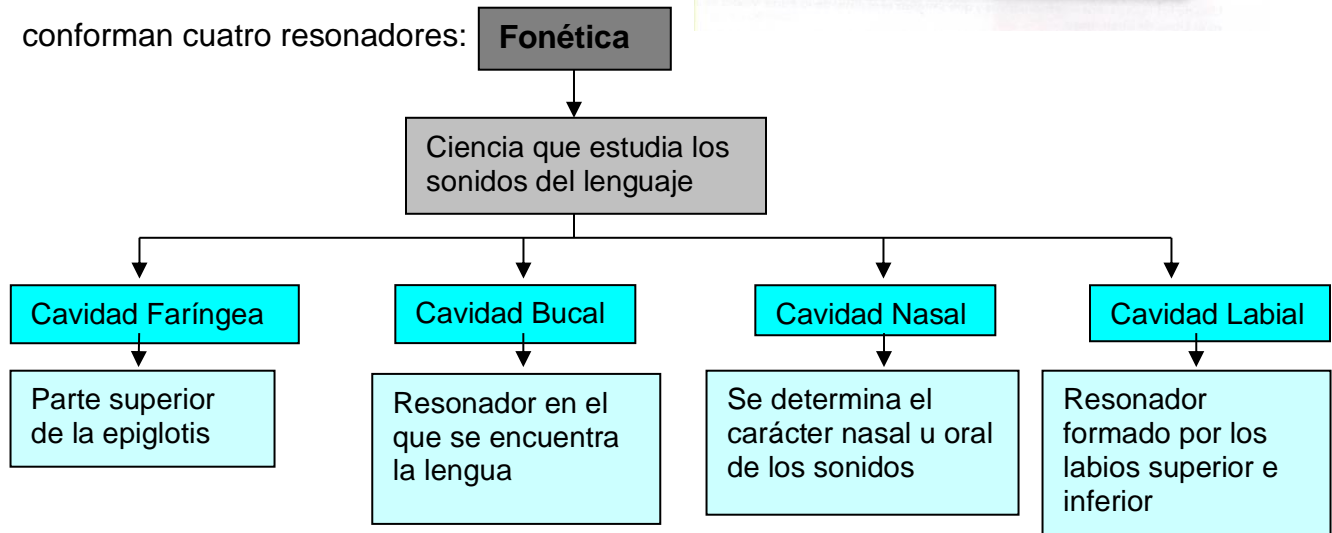 conforman cuatro resonadores:
Fonética
Ciencia que estudia los
sonidos del lenguaje
Cavidad Faríngea
Cavidad Bucal
Cavidad Nasal
Cavidad Labial
Parte superior
de la epiglotis
Resonador en el
que se encuentra
la lengua
Se determina el
carácter nasal u oral
de los sonidos
Resonador
formado por los
labios superior e
inferior